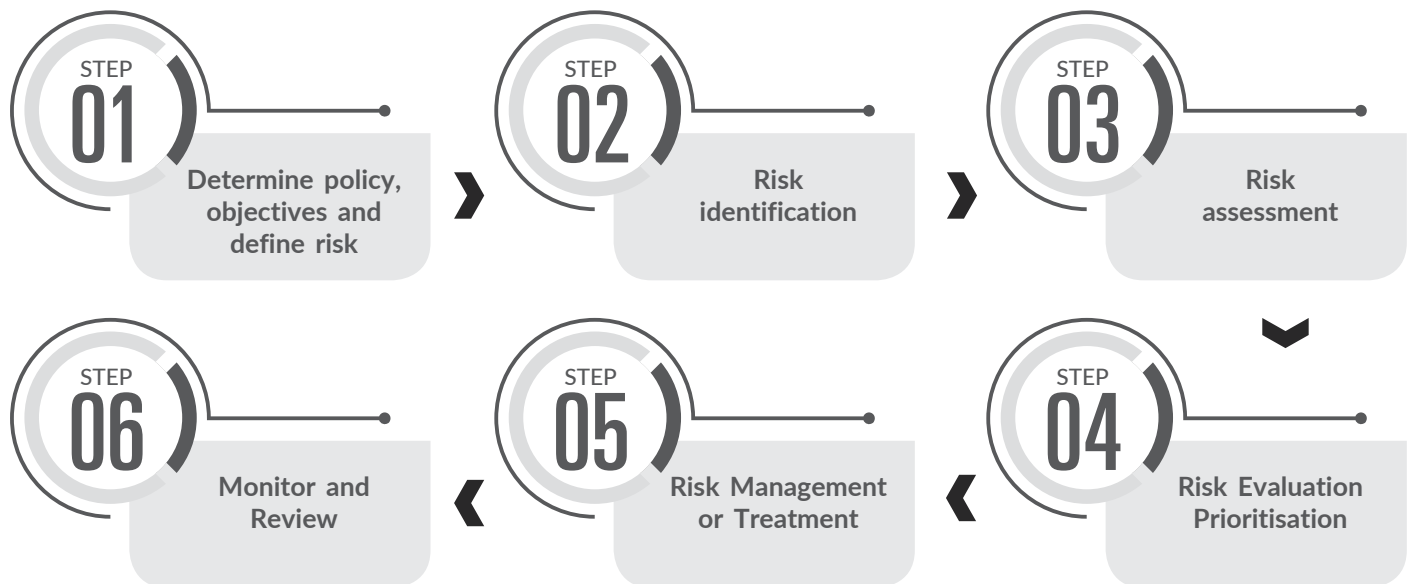 STEP
01
Determine policy,
objectives and
define risk
STEP
02
Risk
identification
STEP
03
Risk
assessment
STEP
04
Risk Evaluation
Prioritisation
STEP
05
Risk Management
or Treatment
STEP
06
Monitor and
Review